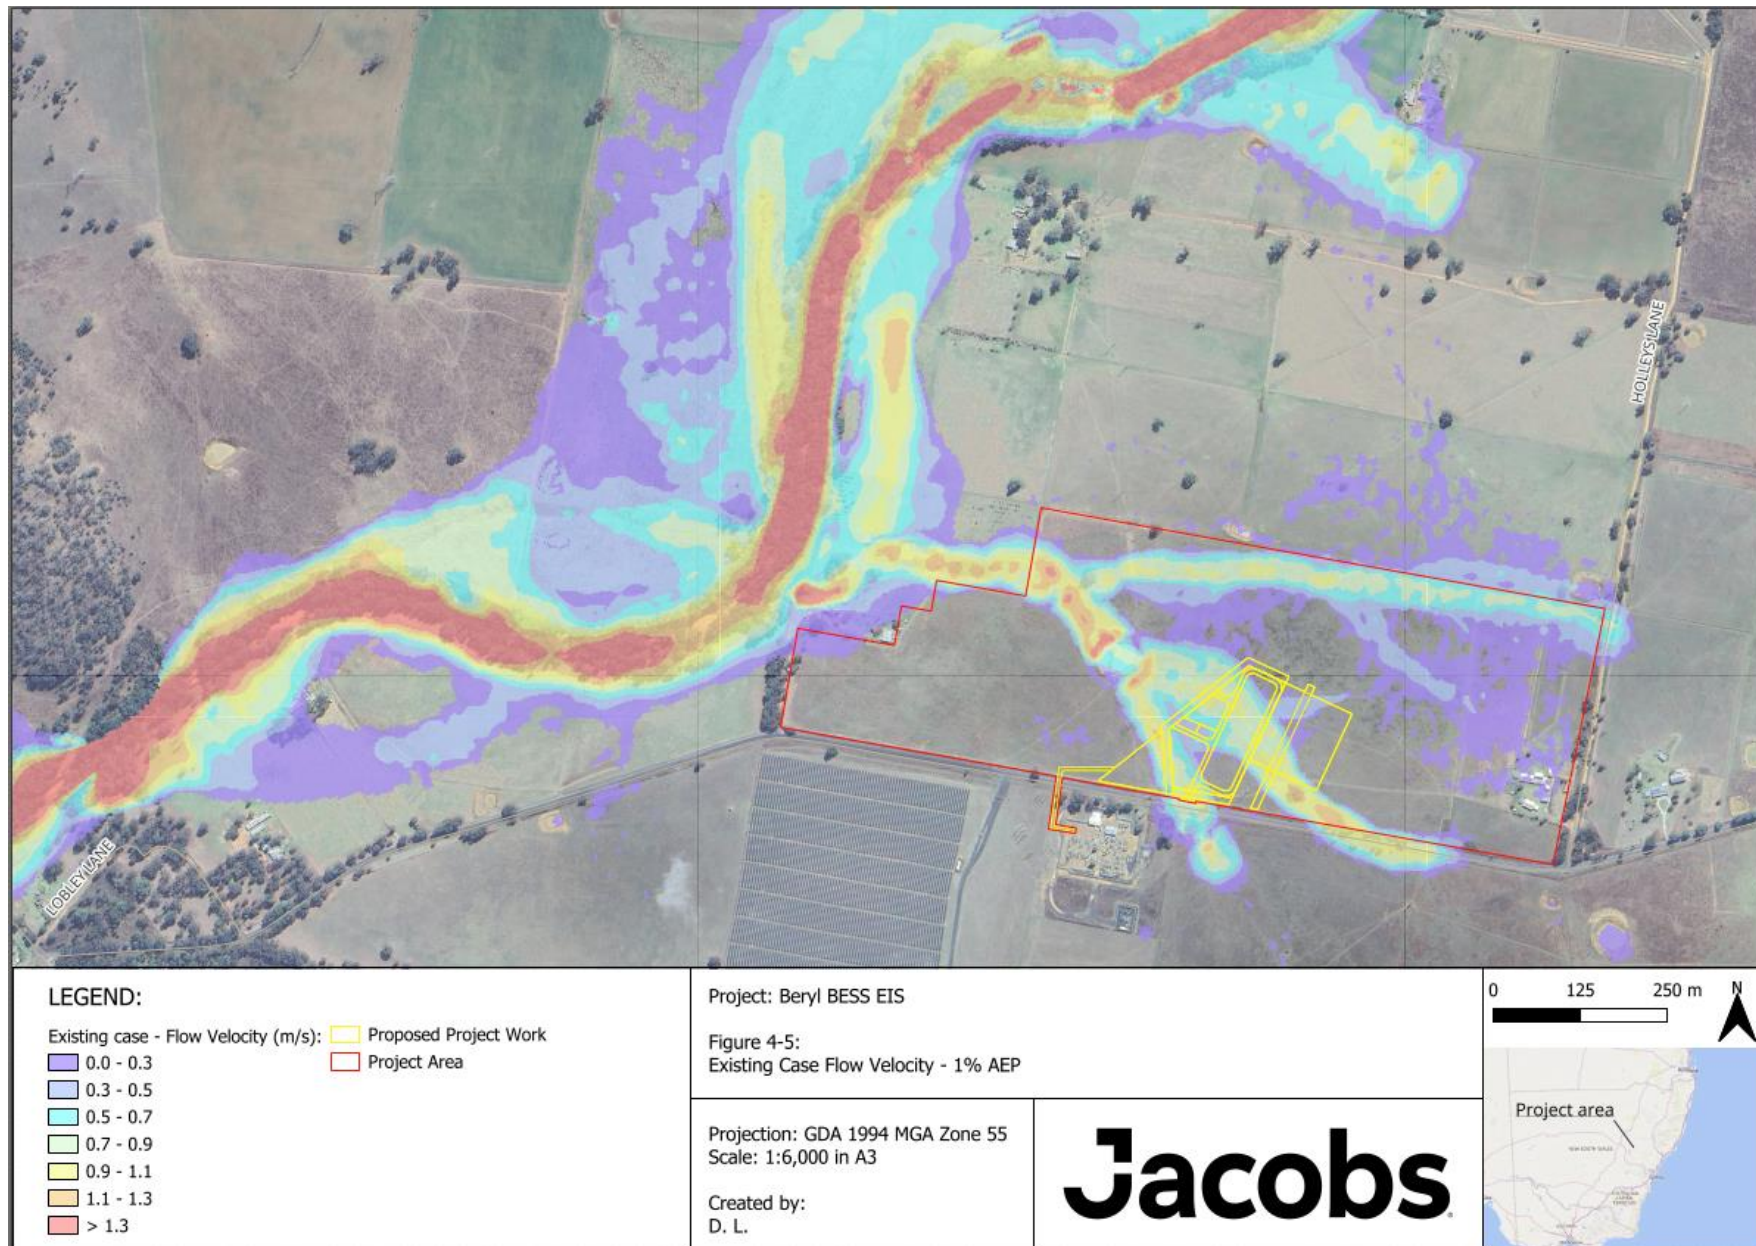 HOLLEYS LANE
LOBLEY LANE
LEGEND:
Existing case - Flow Velocity (m/s):
0.0 - 0.3
0.3 - 0.5
0.5 - 0.7
0.7 - 0.9
0.9 - 1.1
1.1 - 1.3
> 1.3
Proposed Project Work
Project Area
Project: Beryl BESS EIS
Figure 4-5:
Existing Case Flow Velocity - 1% AEP
Projection: GDA 1994 MGA Zone 55
Scale: 1:6,000 in A3
Created by:
D. L.
Jacobs
0 125 250 m
N
Project area